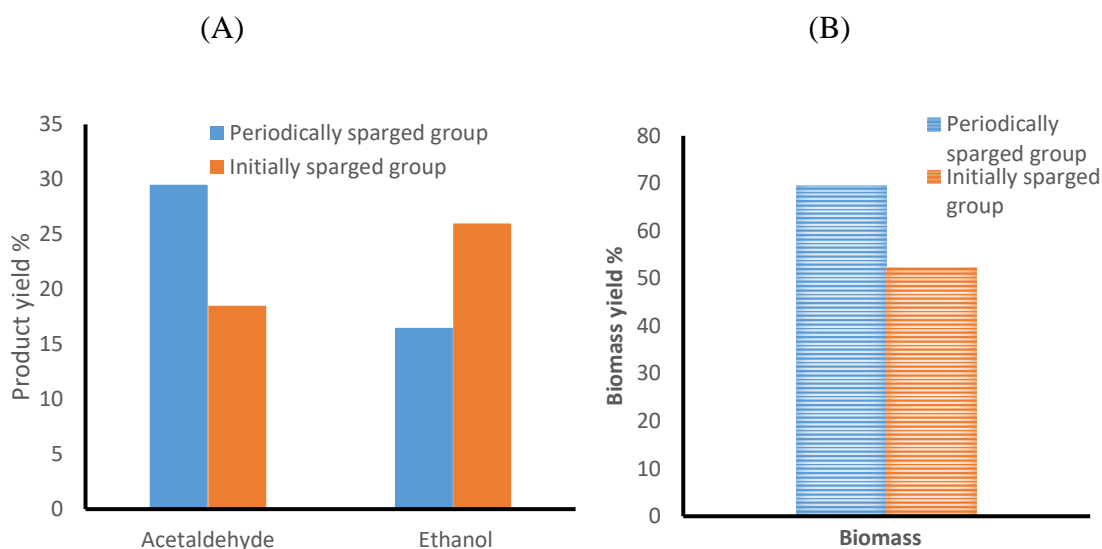 (A)
Product yield %
35
30
25
20
15
10
5
0
Periodically sparged group
Initially sparged group
Acetaldehyde
Ethanol
(B)
Biomass yield %
80
70
60
50
40
30
20
10
0
Periodically
sparged group
Initially sparged
group
Biomass